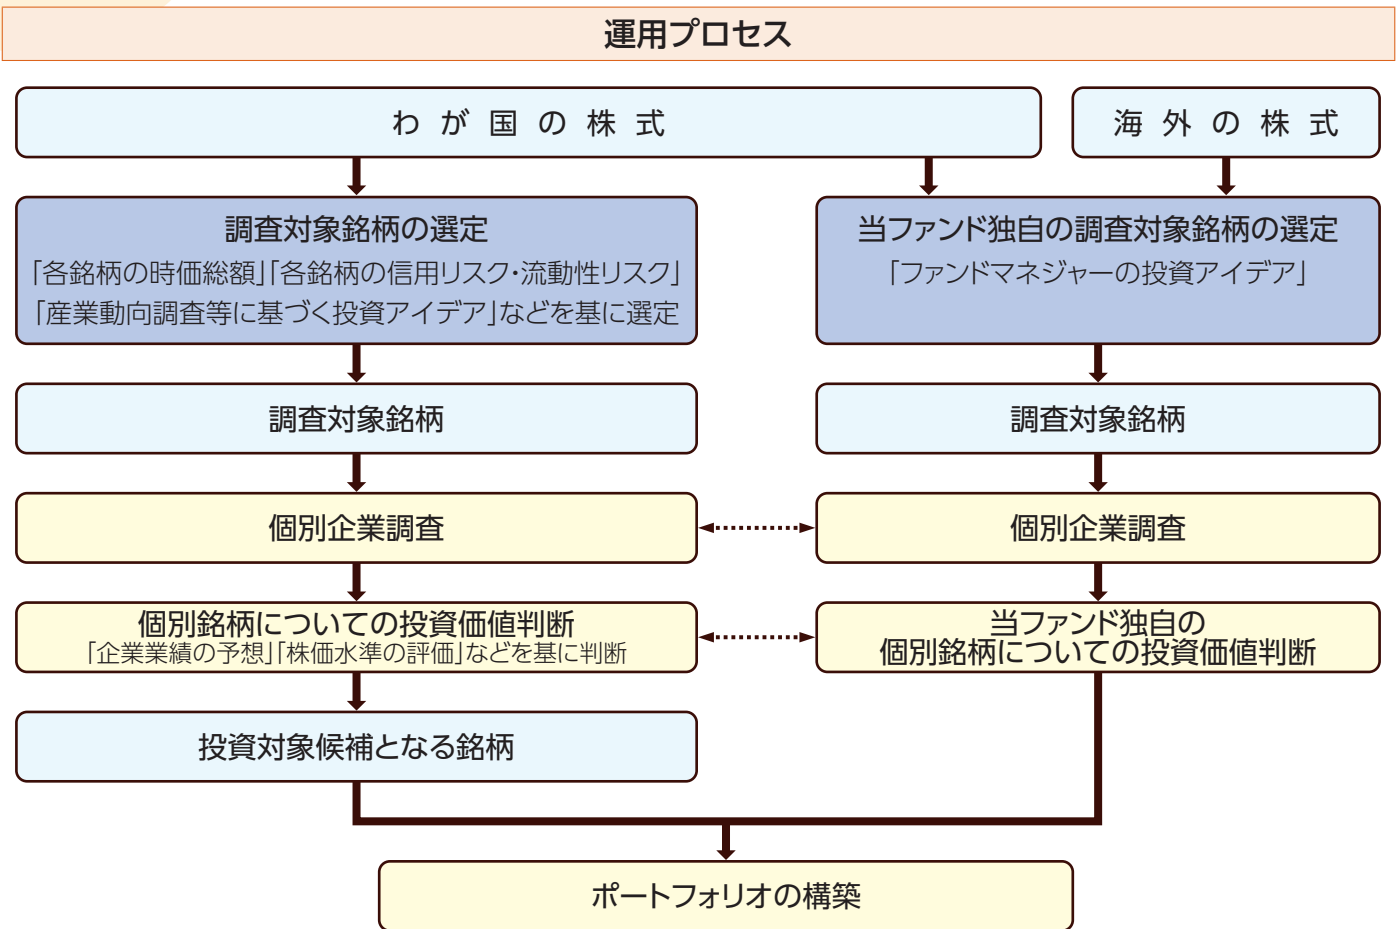 運用プロセス
わが国の株式
海外の株式
調査対象銘柄の選定
「各銘柄の時価総額」「各銘柄の信用リスク・流動性リスク」
「産業動向調査等に基づく投資アイデア」などを基に選定
当ファンド独自の調査対象銘柄の選定
「ファンドマネジャーの投資アイデア」
調査対象銘柄
調査対象銘柄
個別企業調査
個別企業調査
個別銘柄についての投資価値判断
「企業業績の予想」「株価水準の評価」などを基に判断
当ファンド独自の
個別銘柄についての投資価値判断
投資対象候補となる銘柄
ポートフォリオの構築